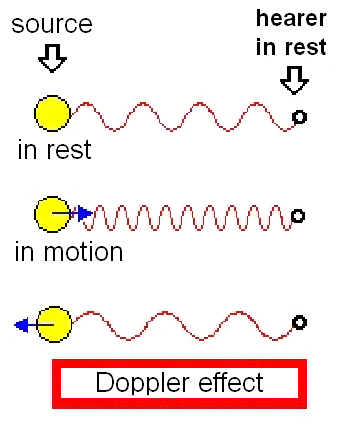 source
hearer
in rest
in rest
in motion
Doppler effect